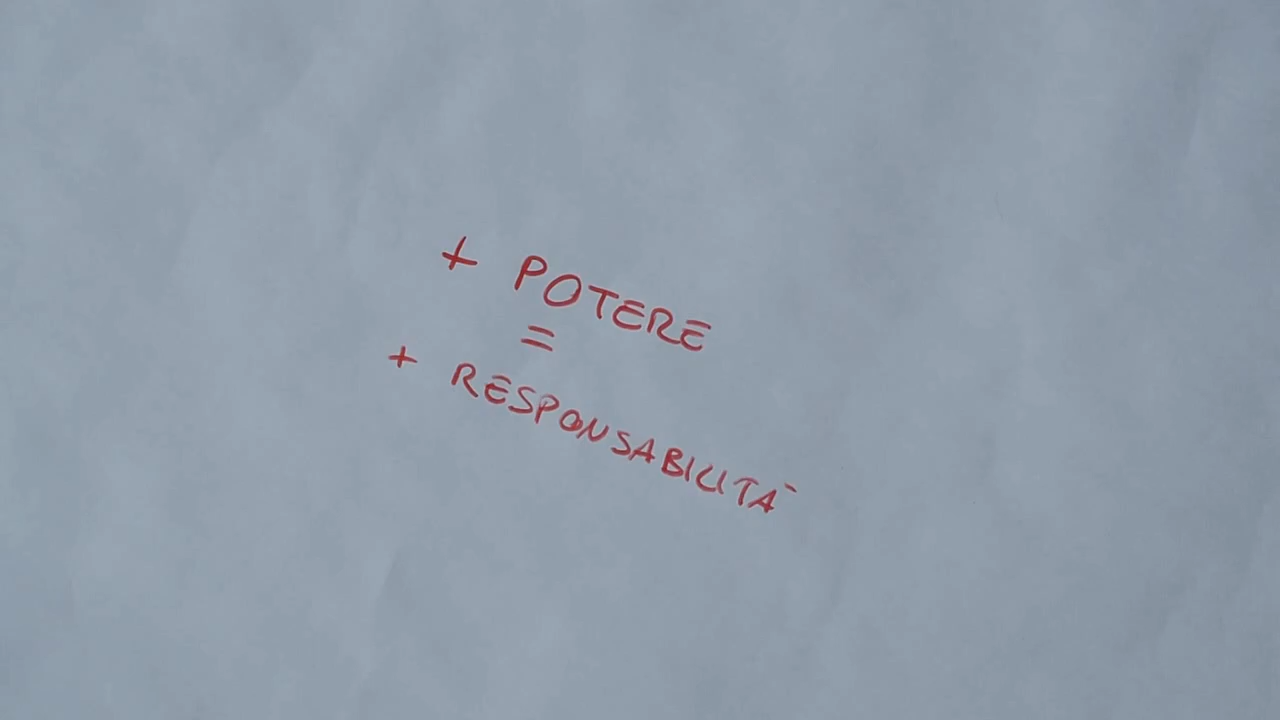 + POTERE
=
+ RESPONSABILITÀ